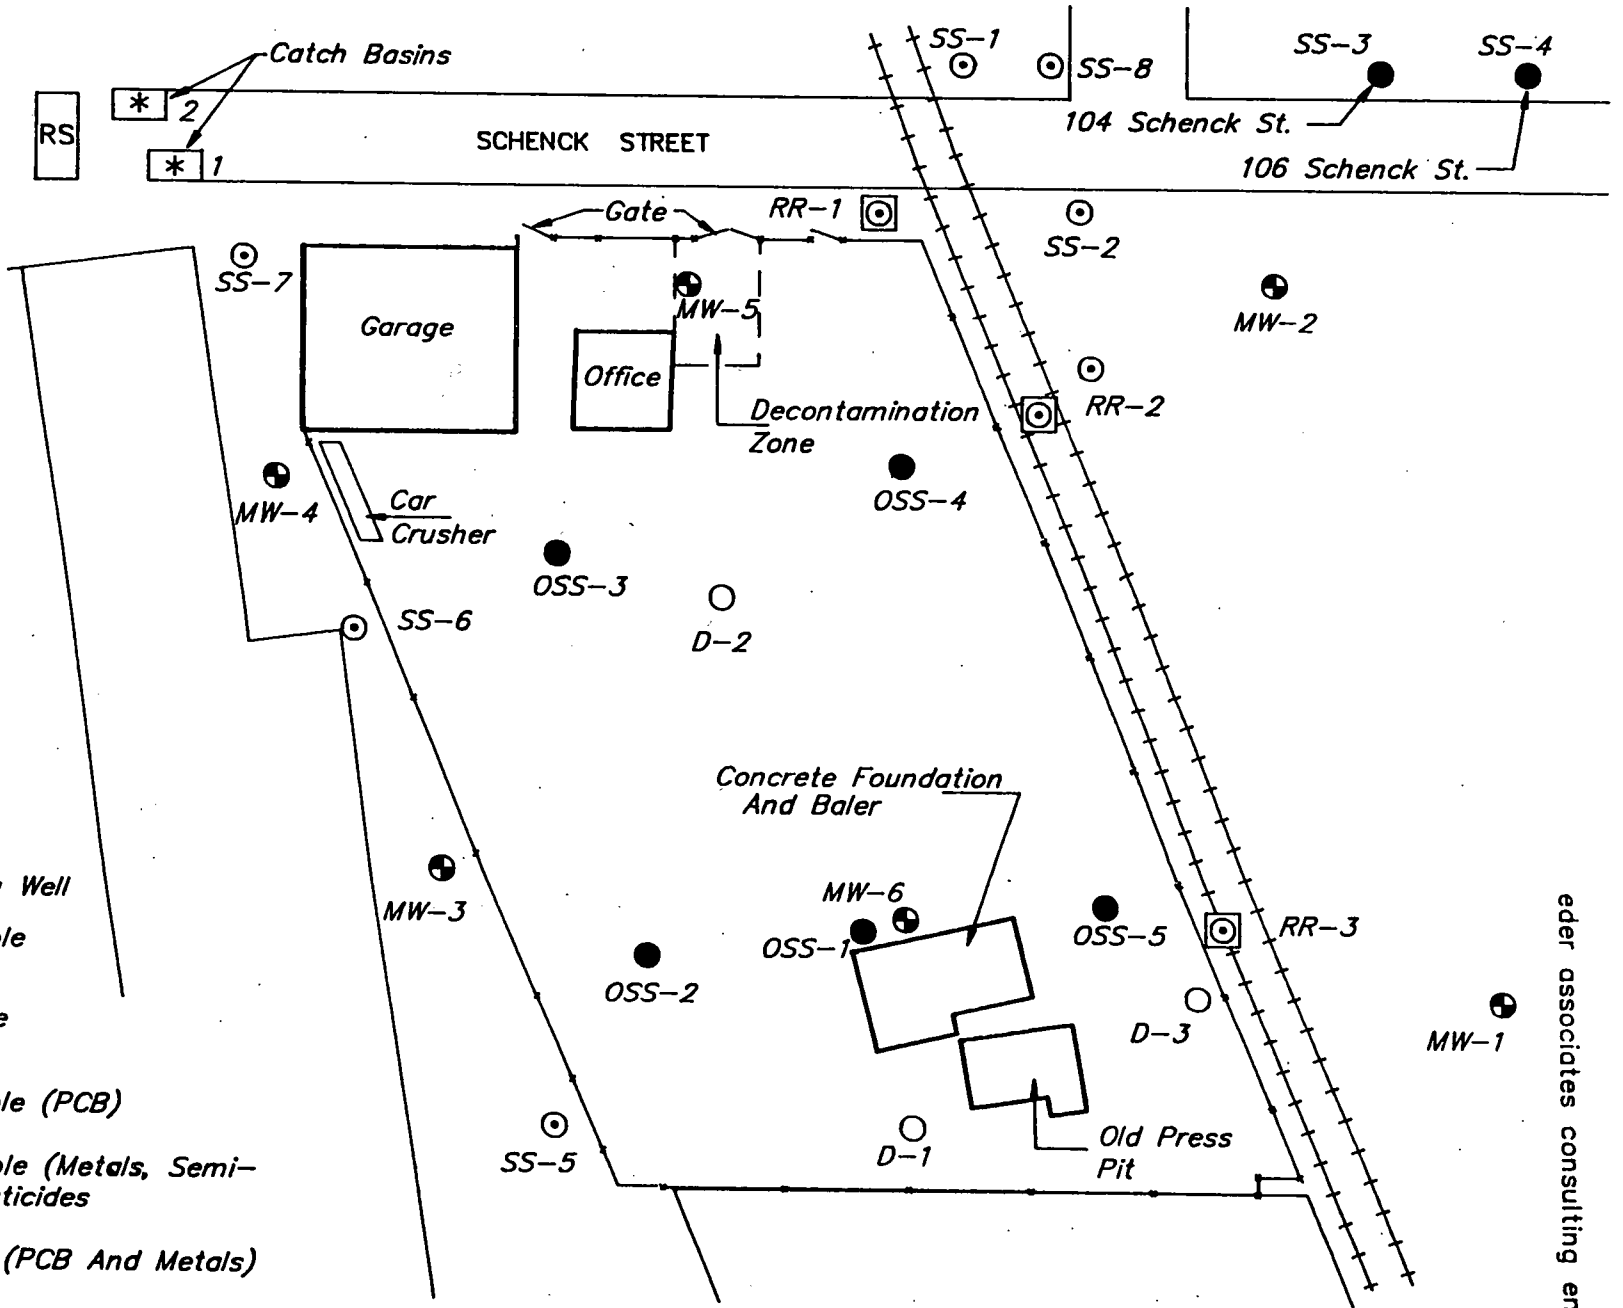 SS-1
SS-8
SS-3
SS-4
Catch Basins
* 2
RS
* 1
SCHENCK STREET
104 Schenck St.
106 Schenck St.
Gate
RR-1
SS-2
SS-7
MW-5
MW-2
Garage
Office
RR-2
Decontamination
Zone
MW-4
Car
Crusher
OSS-4
OSS-3
SS-6
D-2
Concrete Foundation
And Baler
Well
MW-3
MW-6
OSS-1
OSS-5
RR-3
OSS-2
D-3
MW-1
(PCB)
SS-5
D-1
Old Press
Pit
(Metals, Semi-
(PCB And Metals)
eder associates consulting